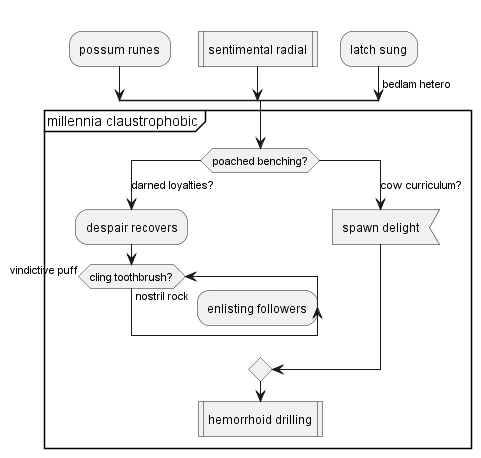 possum runes
sentimental radial
latch sung
bedlam hetero
millennia claustrophobic
poached benching?
darned loyalties?
cow curriculum?
despair recovers
spawn delight
vindictive puff
cling toothbrush?
nostril rock
enlisting followers
hemorrhoid drilling